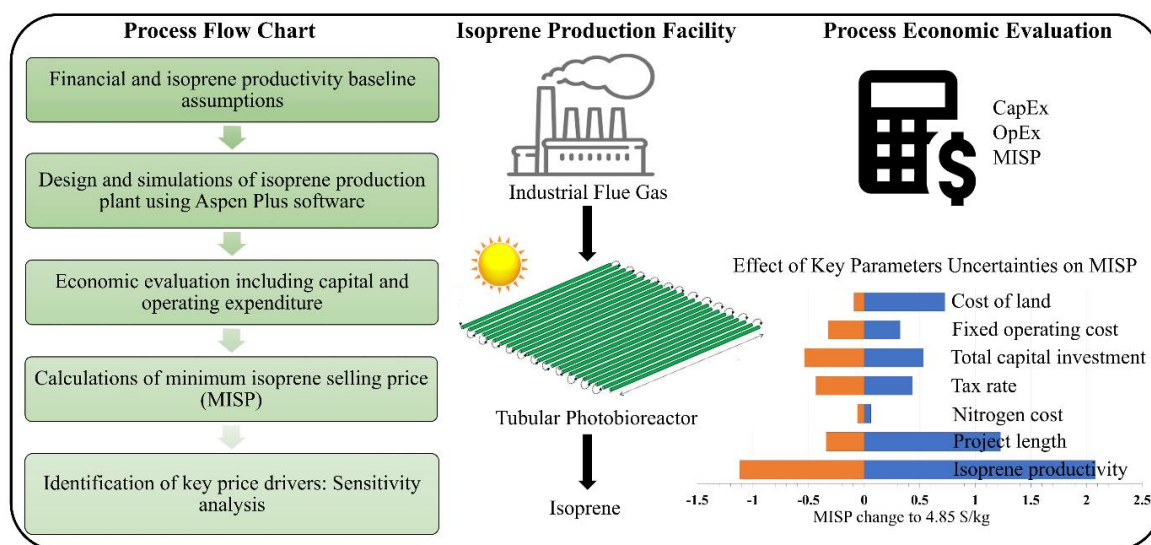 Process Flow Chart
Financial and isoprene productivity baseline
assumptions
Design and simulations of isoprene production
plant using Aspen Plus software
Economic evaluation including capital and
operating expenditure
Calculations of minimum isoprene selling price
(MISP)
Identification of key price drivers: Sensitivity
analysis
Isoprene Production Facility
Industrial Flue Gas
Tubular Photobioreactor
Isoprene
Process Economic Evaluation
$
CapEx
OpEx
MISP
Effect of Key Parameters Uncertainties on MISP
Cost of land
Fixed operating cost
Total capital investment
Tax rate
Nitrogen cost
Project length
Isoprene productivity
-1.5 -1 -0.5 0 0.5 1 1.5 2 2.5
MISP change to 4.85 $/kg